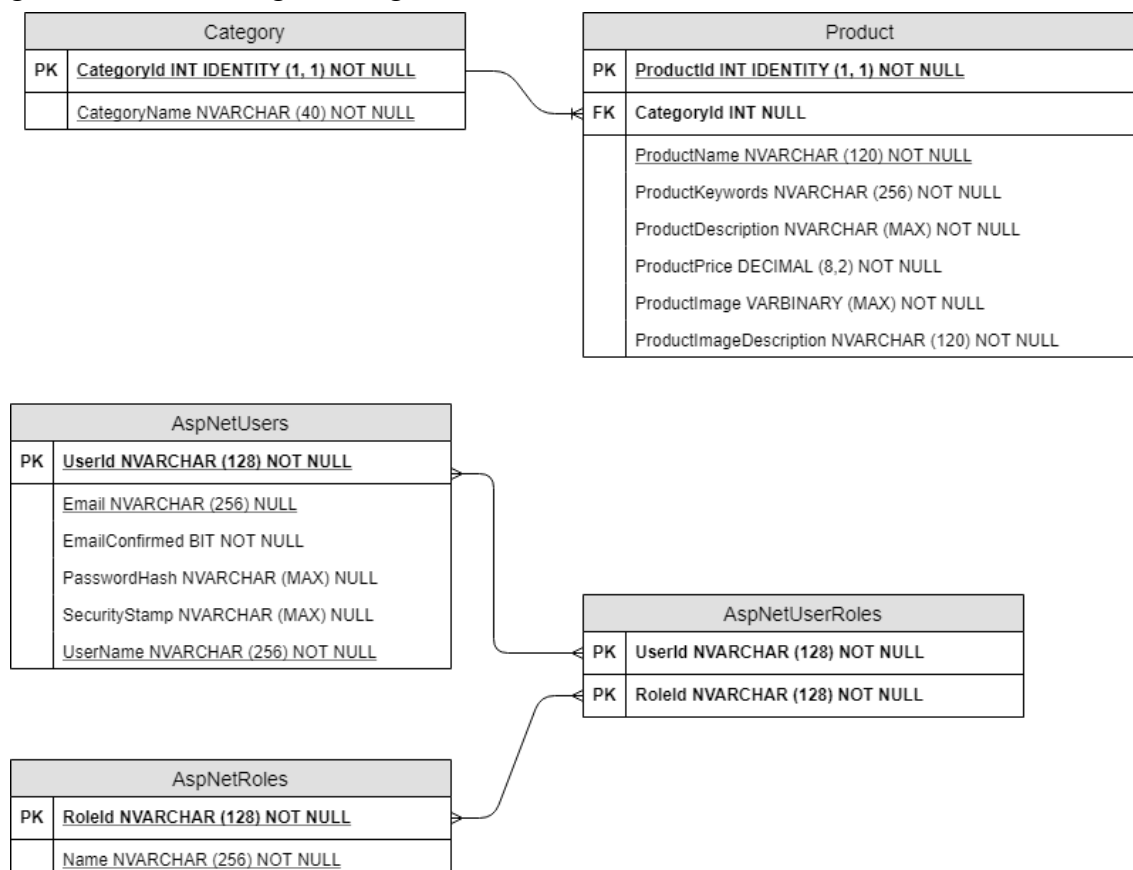 Category
PK CategoryId INT IDENTITY (1, 1) NOT NULL
CategoryName NVARCHAR (40) NOT NULL
Product
PK ProductId INT IDENTITY (1, 1) NOT NULL
FK CategoryId INT NULL
ProductName NVARCHAR (120) NOT NULL
ProductKeywords NVARCHAR (256) NOT NULL
ProductDescription NVARCHAR (MAX) NOT NULL
ProductPrice DECIMAL (8,2) NOT NULL
ProductImage VARBINARY (MAX) NOT NULL
ProductImageDescription NVARCHAR (120) NOT NULL
AspNetUsers
PK UserId NVARCHAR (128) NOT NULL
Email NVARCHAR (256) NULL
EmailConfirmed BIT NOT NULL
PasswordHash NVARCHAR (MAX) NULL
SecurityStamp NVARCHAR (MAX) NULL
UserName NVARCHAR (256) NOT NULL
AspNetUserRoles
PK UserId NVARCHAR (128) NOT NULL
PK RoleId NVARCHAR (128) NOT NULL
AspNetRoles
PK RoleId NVARCHAR (128) NOT NULL
Name NVARCHAR (256) NOT NULL